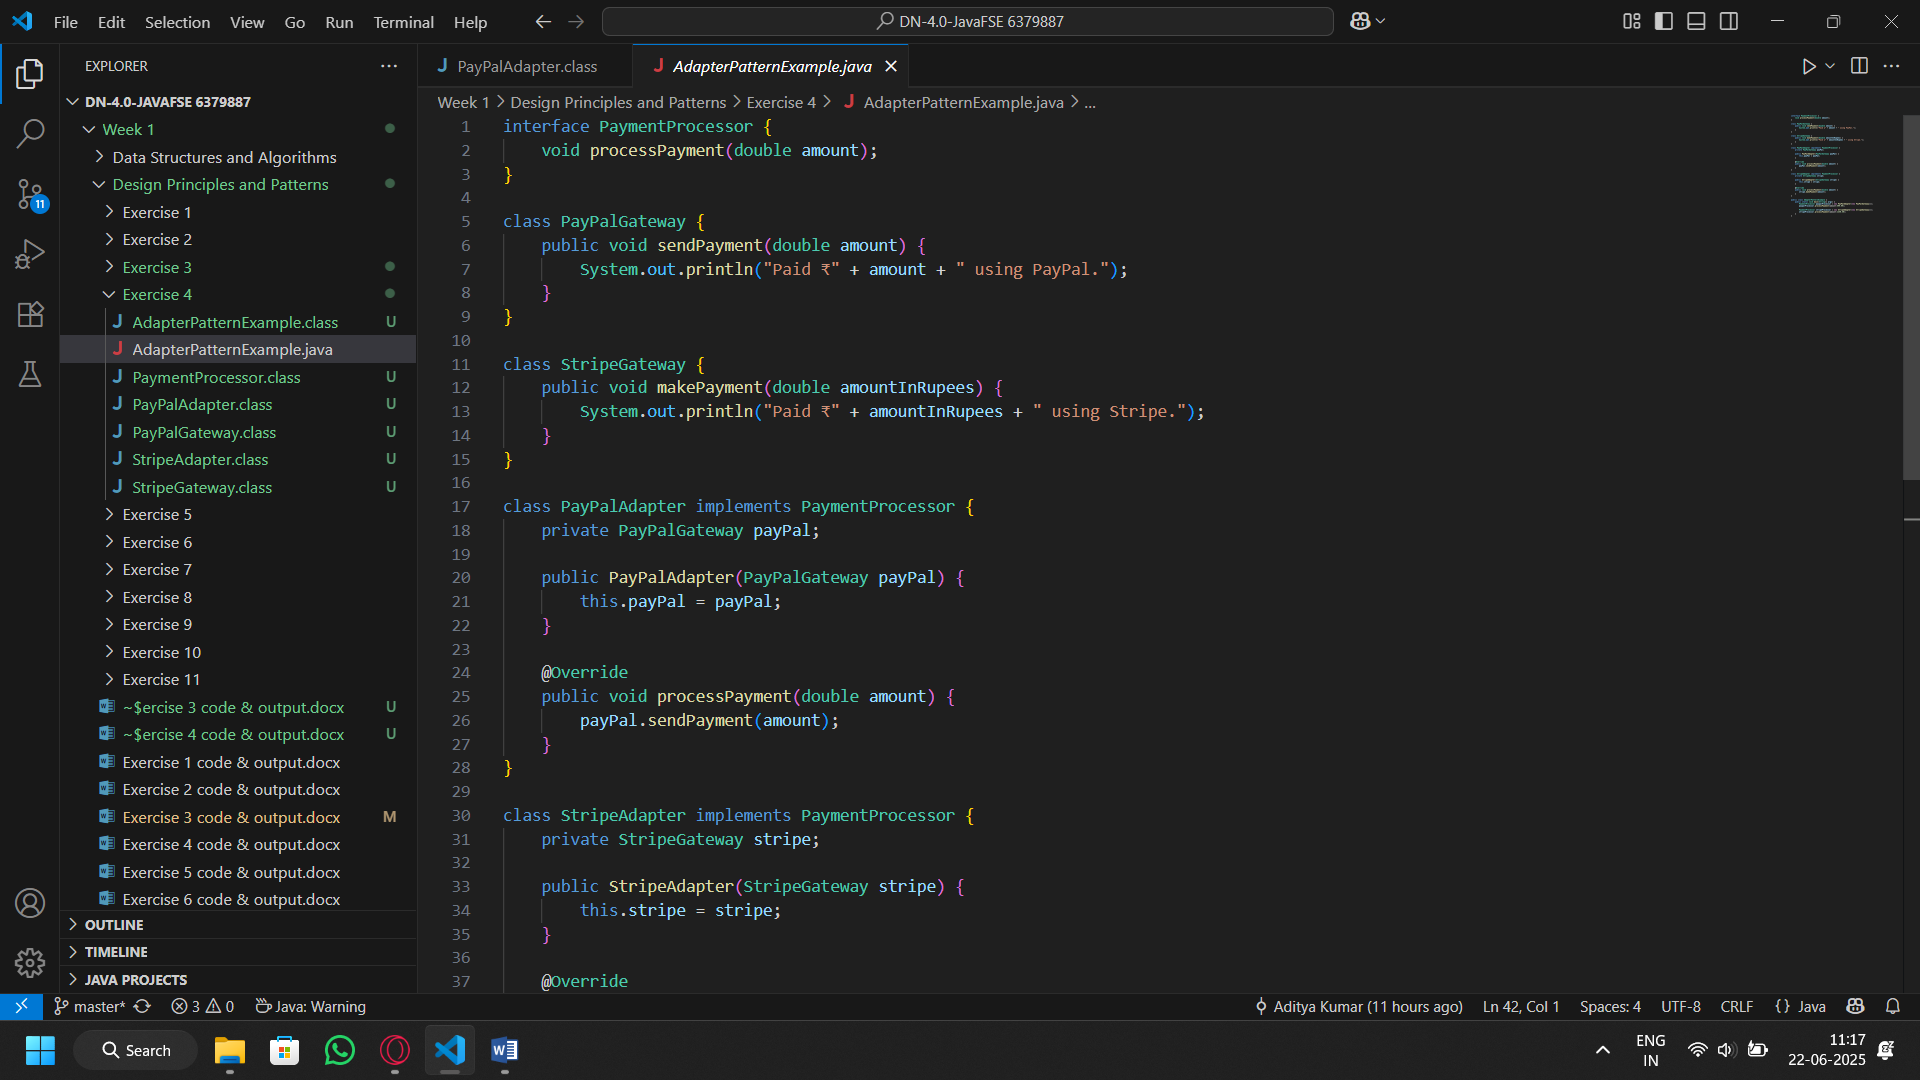 File Edit Selection View Go Run Terminal Help
DN-4.0-JavaFSE 6379887
EXPLORER
DN-4.0-JAVAFSE 6379887
Week 1
Data Structures and Algorithms
Design Principles and Patterns
Exercise 1
Exercise 2
Exercise 3
Exercise 4
AdapterPatternExample.class U
AdapterPatternExample.java
PaymentProcessor.class U
PayPalAdapter.class U
PayPalGateway.class U
StripeAdapter.class U
StripeGateway.class U
Exercise 5
Exercise 6
Exercise 7
Exercise 8
Exercise 9
Exercise 10
Exercise 11
~$ercise 3 code & output.docx U
~$ercise 4 code & output.docx U
Exercise 1 code & output.docx
Exercise 2 code & output.docx
Exercise 3 code & output.docx M
Exercise 4 code & output.docx
Exercise 5 code & output.docx
Exercise 6 code & output.docx
OUTLINE
TIMELINE
JAVA PROJECTS
11
PayPalAdapter.class
AdapterPatternExample.java
Week 1 > Design Principles and Patterns > Exercise 4 > AdapterPatternExample.java > ...
1 interface PaymentProcessor {
2     void processPayment(double amount);
3 }
4
5 class PayPalGateway {
6     public void sendPayment(double amount) {
7         System.out.println("Paid ₹" + amount + " using PayPal.");
8     }
9 }
10
11 class StripeGateway {
12     public void makePayment(double amountInRupees) {
13         System.out.println("Paid ₹" + amountInRupees + " using Stripe.");
14     }
15 }
16
17 class PayPalAdapter implements PaymentProcessor {
18     private PayPalGateway payPal;
19
20     public PayPalAdapter(PayPalGateway payPal) {
21         this.payPal = payPal;
22     }
23
24     @Override
25     public void processPayment(double amount) {
26         payPal.sendPayment(amount);
27     }
28 }
29
30 class StripeAdapter implements PaymentProcessor {
31     private StripeGateway stripe;
32
33     public StripeAdapter(StripeGateway stripe) {
34         this.stripe = stripe;
35     }
36
37     @Override
master* 3 0 Java: Warning
Aditya Kumar (11 hours ago) Ln 42, Col 1 Spaces: 4 UTF-8 CRLF {} Java
Search
ENG
IN
11:17
22-06-2025